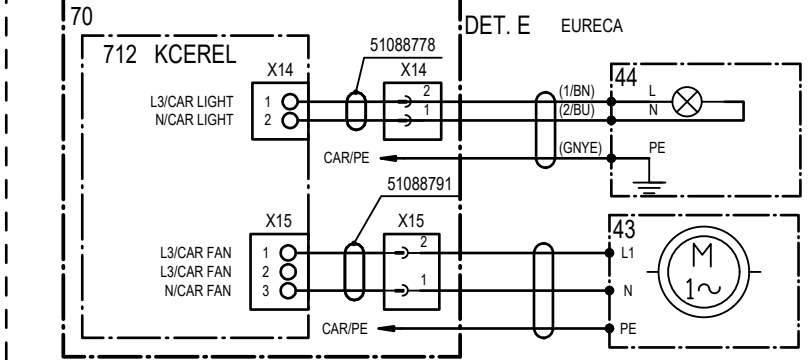 70
DET. E EURECA
712 KCEREL
51088778
X14 X14
44
L3/CAR LIGHT 1 2 (1/BN) L
N/CAR LIGHT 2 1 (2/BU) N
CAR/PE (GNYE) PE
51088791
X15 X15
43
L3/CAR FAN 1 2 L1
L3/CAR FAN 2
N/CAR FAN 3 1 N
M
1~
CAR/PE PE